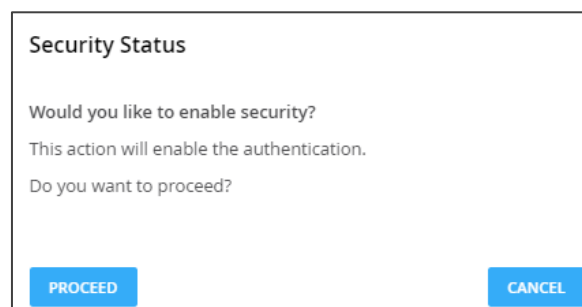 Security Status
Would you like to enable security?
This action will enable the authentication.
Do you want to proceed?
PROCEED
CANCEL